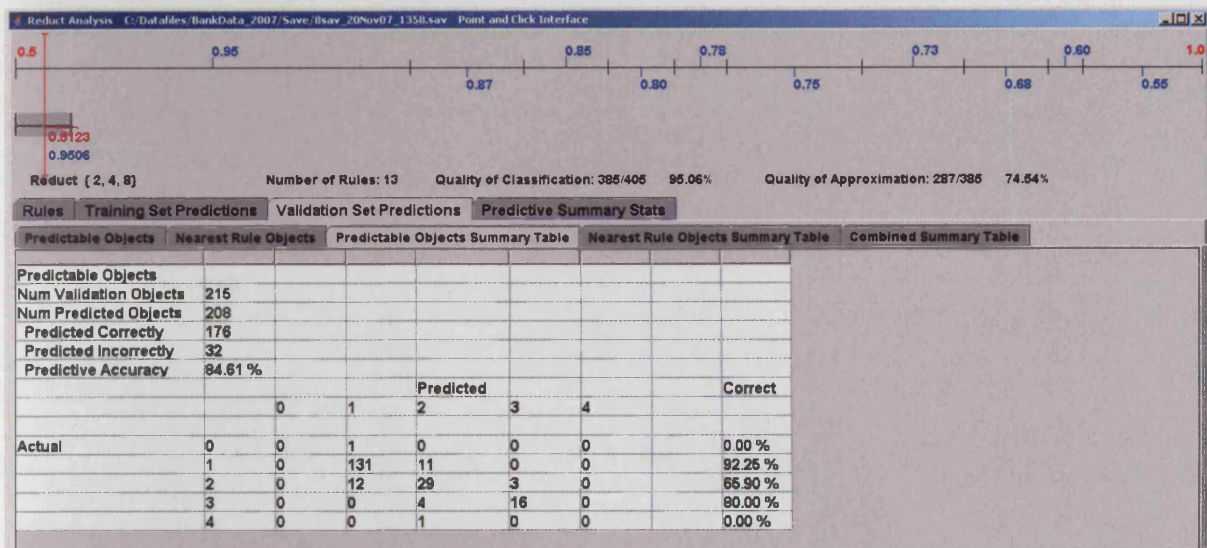 Reduct Analysis C:/Datafiles/BankData_2007/Save/8sav_20Nov07_1358.sav Point and Click Interface
0.5 0.95 0.85 0.78 0.73 0.60 1.0
0.87 0.80 0.75 0.68 0.55
0.6123
0.9506
Reduct { 2, 4, 8} Number of Rules: 13 Quality of Classification: 385/405 95.06% Quality of Approximation: 287/385 74.54%
Rules Training Set Predictions Validation Set Predictions Predictive Summary Stats
Predictable Objects Nearest Rule Objects Predictable Objects Summary Table Nearest Rule Objects Summary Table Combined Summary Table
Predictable Objects
Num Validation Objects 215
Num Predicted Objects 208
Predicted Correctly 176
Predicted Incorrectly 32
Predictive Accuracy 84.61 %
Predicted Correct
0 1 2 3 4
Actual 0 0 1 0 0 0 0.00 %
1 0 131 11 0 0 92.25 %
2 0 12 29 3 0 65.90 %
3 0 0 4 16 0 80.00 %
4 0 0 1 0 0 0.00 %